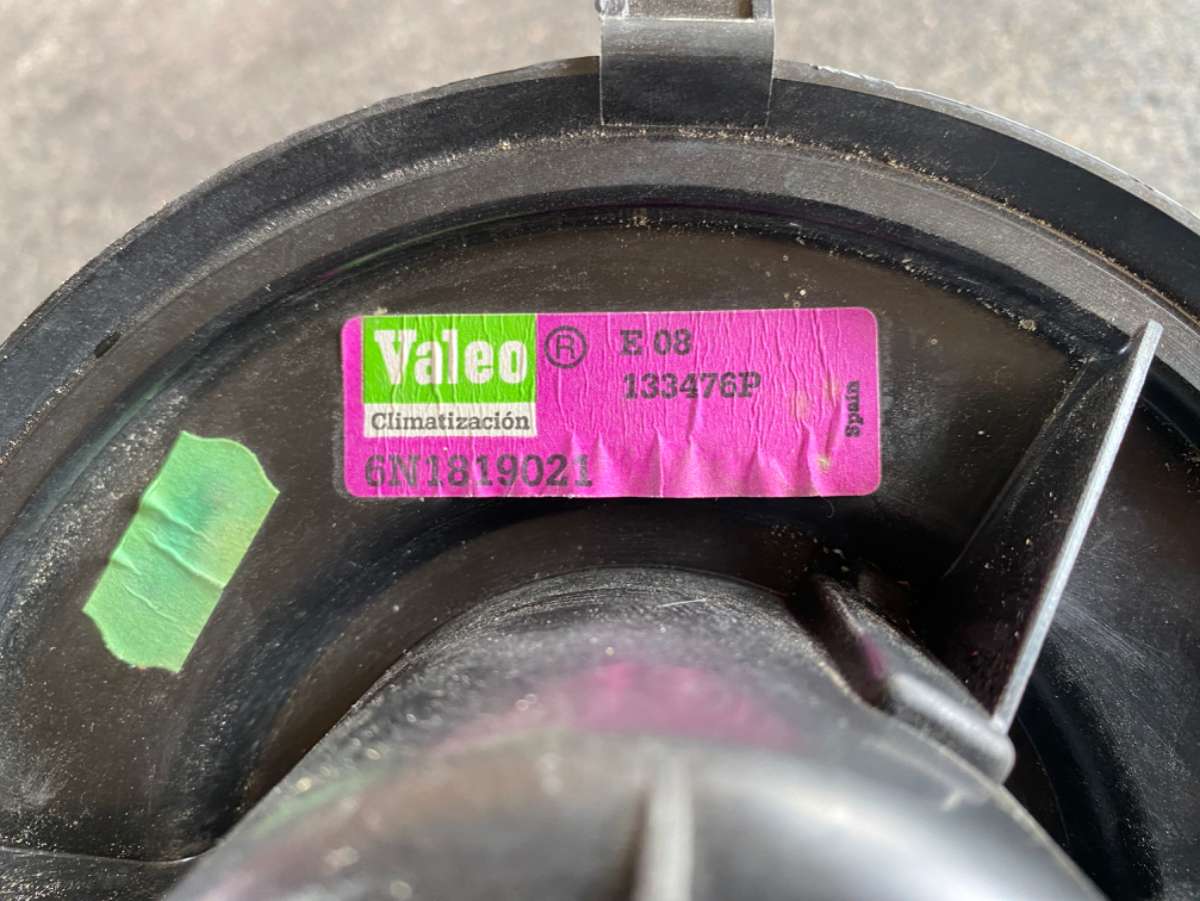 Valeo ® E 08
133476P
Climatización
Spain
6N1819021